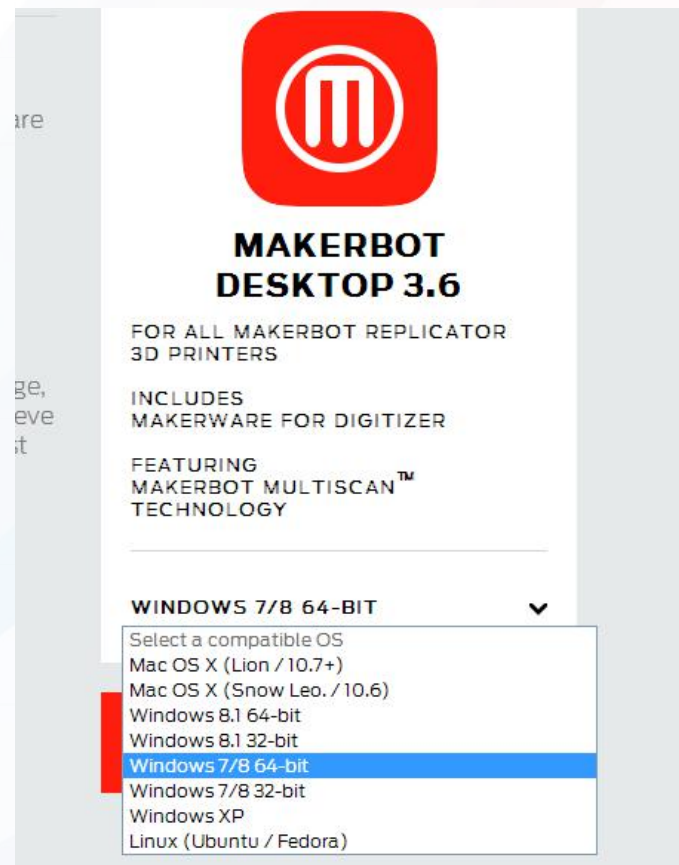 are
ge,
eve
st
MAKERBOT
DESKTOP 3.6
FOR ALL MAKERBOT REPLICATOR
3D PRINTERS
INCLUDES
MAKERWARE FOR DIGITIZER
FEATURING
MAKERBOT MULTISCAN™
TECHNOLOGY
WINDOWS 7/8 64-BIT
Select a compatible OS
Mac OS X (Lion / 10.7+)
Mac OS X (Snow Leo. / 10.6)
Windows 8.1 64-bit
Windows 8.1 32-bit
Windows 7/8 64-bit
Windows 7/8 32-bit
Windows XP
Linux (Ubuntu / Fedora)